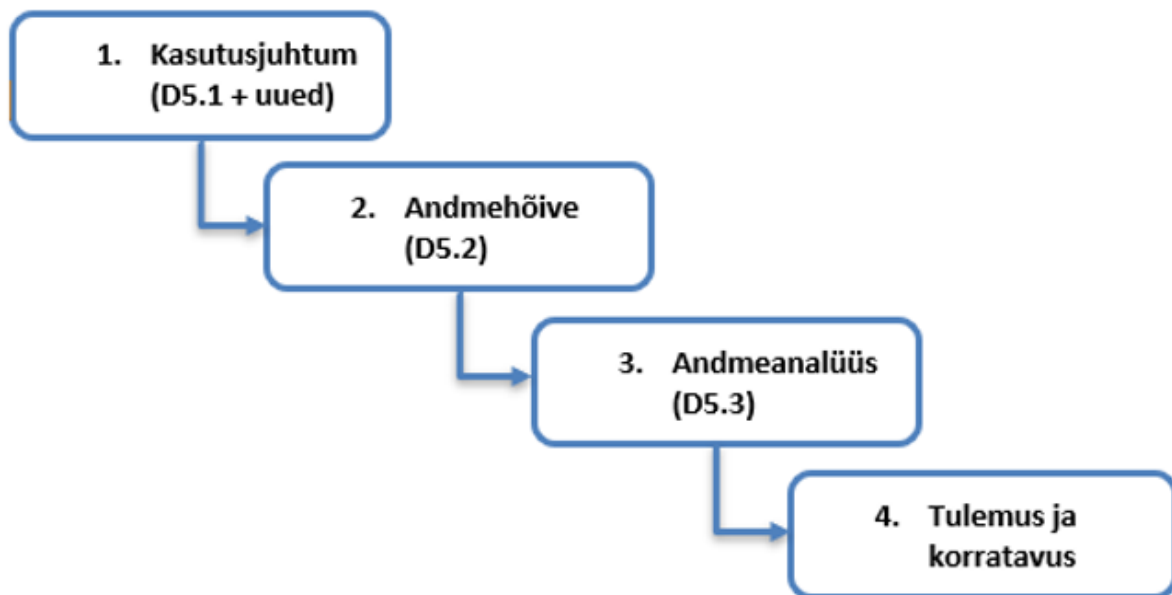 1. Kasutusjuhtum
(D5.1 + uued)
2. Andmehõive
(D5.2)
3. Andmeanalüüs
(D5.3)
4. Tulemus ja
korratavus